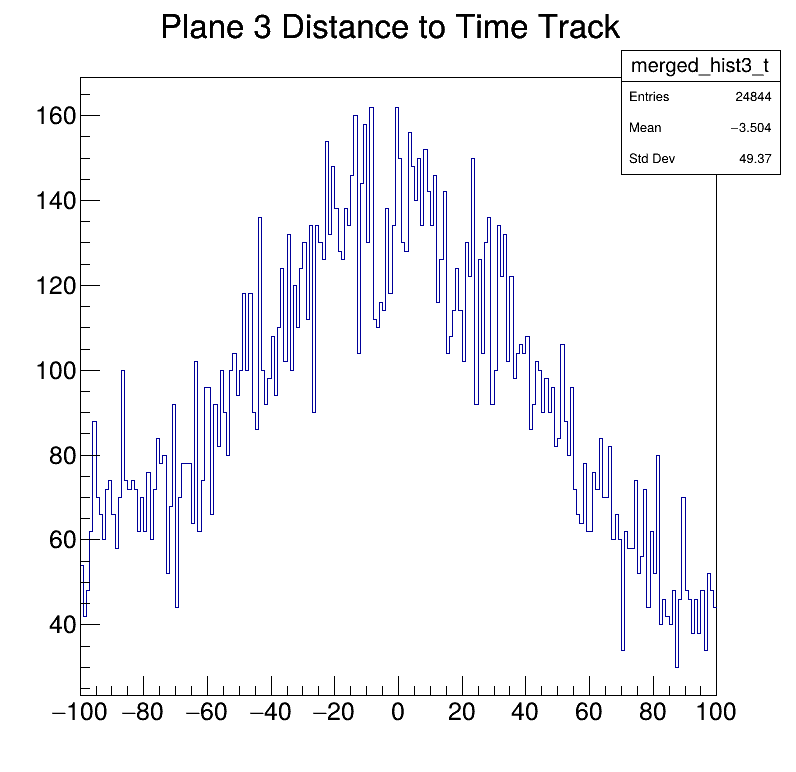 Plane 3 Distance to Time Track
merged_hist3_t
Entries 24844
Mean −3.504
Std Dev 49.37
160
140
120
100
80
60
40
−100 −80 −60 −40 −20 0 20 40 60 80 100